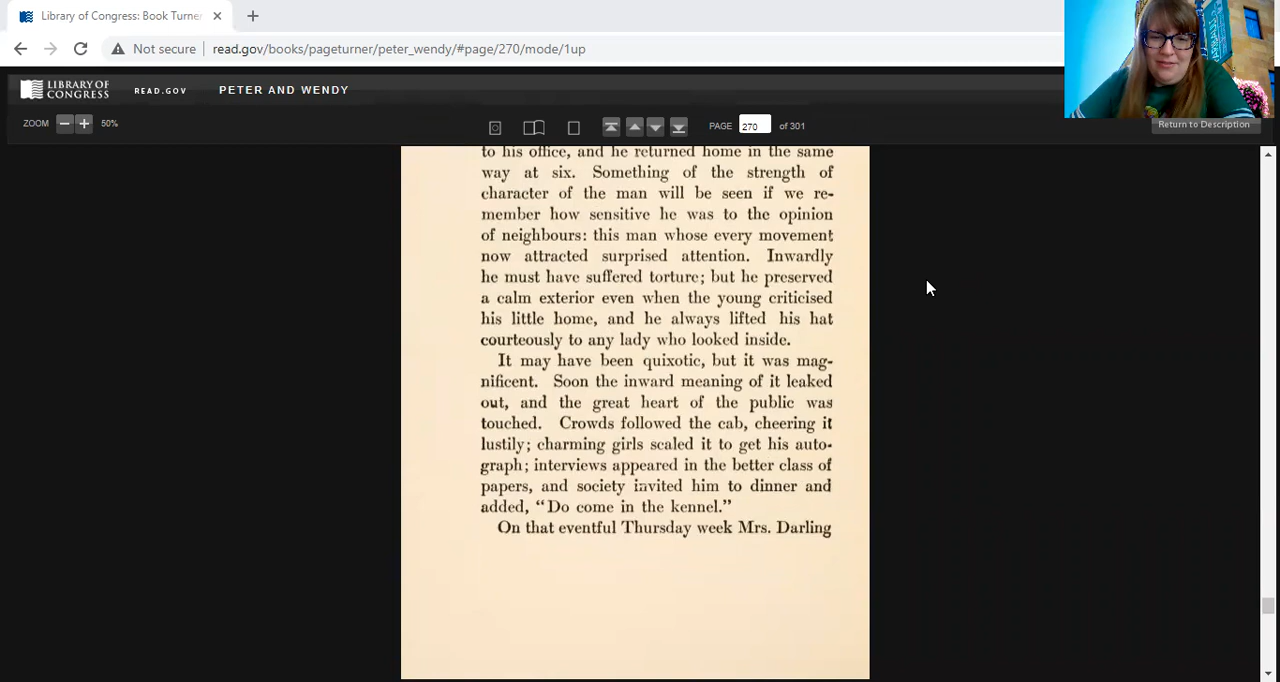 Library of Congress: Book Turner
Not secure
read.gov/books/pageturner/peter_wendy/#page/270/mode/1up
LIBRARY OF CONGRESS
READ.GOV
PETER AND WENDY
ZOOM
50%
PAGE 270 of 301
Return to Description
to his office, and he returned home in the same
way at six. Something of the strength of
character of the man will be seen if we re-
member how sensitive he was to the opinion
of neighbours: this man whose every movement
now attracted surprised attention. Inwardly
he must have suffered torture; but he preserved
a calm exterior even when the young criticised
his little home, and he always lifted his hat
courteously to any lady who looked inside.
It may have been quixotic, but it was mag-
nificent. Soon the inward meaning of it leaked
out, and the great heart of the public was
touched. Crowds followed the cab, cheering it
lustily; charming girls scaled it to get his auto-
graph; interviews appeared in the better class of
papers, and society invited him to dinner and
added, “Do come in the kennel.”
On that eventful Thursday week Mrs. Darling